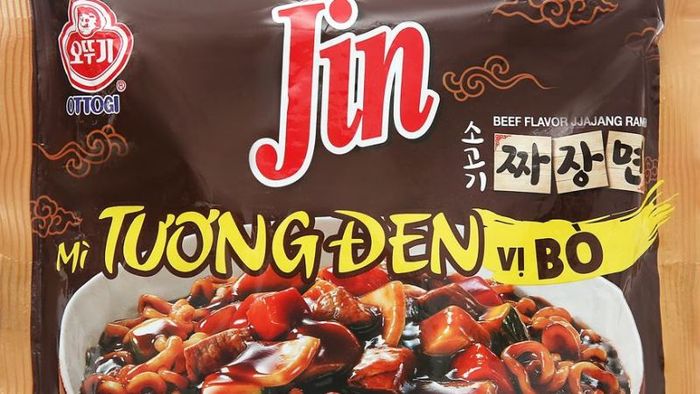 오뚜기
OTTOGI
Jin
BEEF FLAVOR JJAJANG RAM
소고기
짜장면
Mì TƯƠNG ĐEN VỊ BÒ